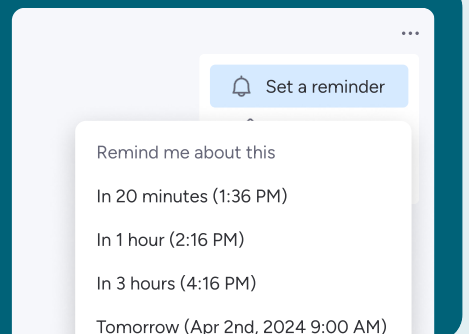 Set a reminder
Remind me about this
In 20 minutes (1:36 PM)
In 1 hour (2:16 PM)
In 3 hours (4:16 PM)
Tomorrow (Apr 2nd, 2024 9:00 AM)